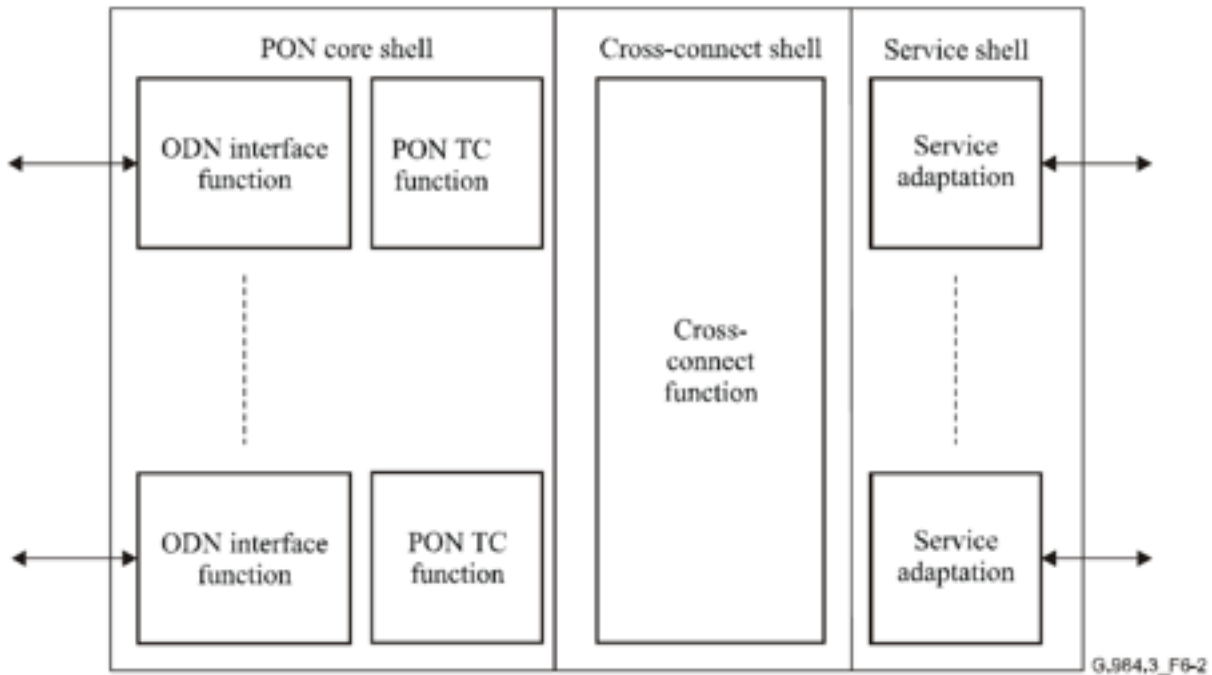 PON core shell
Cross-connect shell
Service shell
ODN interface
function
PON TC
function
Service
adaptation
Cross-
connect
function
ODN interface
function
PON TC
function
Service
adaptation
G.984.3_F6-2